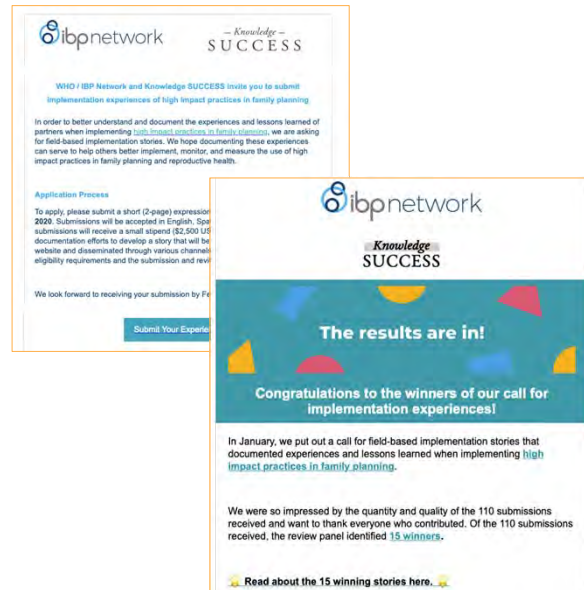 ibpnetwork
— Knowledge —
SUCCESS
WHO / IBP Network and Knowledge SUCCESS invite you to submit
implementation experiences of high impact practices in family planning
In order to better understand and document the experiences and lessons learned of
partners when implementing high impact practices in family planning, we are asking
for field-based implementation stories. We hope documenting these experiences
can serve to help others better implement, monitor, and measure the use of high
impact practices in family planning and reproductive health.
Application Process
To apply, please submit a short (2-page) expression
2020. Submissions will be accepted in English, Spa
submissions will receive a small stipend ($2,500 US
documentation efforts to develop a story that will be
website and disseminated through various channels
eligibility requirements and the submission and revi
We look forward to receiving your submission by Fe
Submit Your Experie
ibpnetwork
Knowledge
SUCCESS
The results are in!
Congratulations to the winners of our call for
implementation experiences!
In January, we put out a call for field-based implementation stories that
documented experiences and lessons learned when implementing high
impact practices in family planning.
We were so impressed by the quantity and quality of the 110 submissions
received and want to thank everyone who contributed. Of the 110 submissions
received, the review panel identified 15 winners.
Read about the 15 winning stories here.